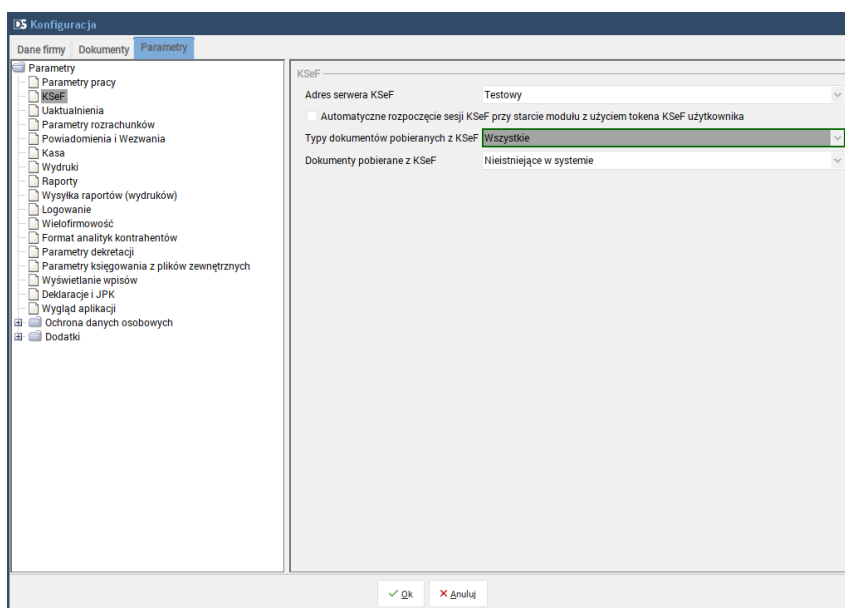 DS Konfiguracja
Dane firmy Dokumenty Parametry
Parametry
Parametry pracy
KSeF
Uaktualnienia
Parametry rozrachunków
Powiadomienia i Wezwania
Kasa
Wydruki
Raporty
Wysyłka raportów (wydruków)
Logowanie
Wielofirmowość
Format analityk kontrahentów
Parametry dekretacji
Parametry księgowania z plików zewnętrznych
Wyświetlanie wpisów
Deklaracje i JPK
Wygląd aplikacji
Ochrona danych osobowych
Dodatki
KSeF
Adres serwera KSeF Testowy
Automatyczne rozpoczęcie sesji KSeF przy starcie modułu z użyciem tokena KSeF użytkownika
Typy dokumentów pobieranych z KSeF Wszystkie
Dokumenty pobierane z KSeF Nieistniejące w systemie
Ok Anuluj